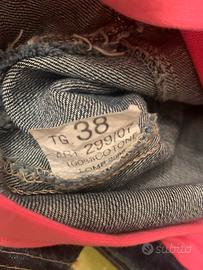 TG 38
ART. 299/07
100%COTONE
subito